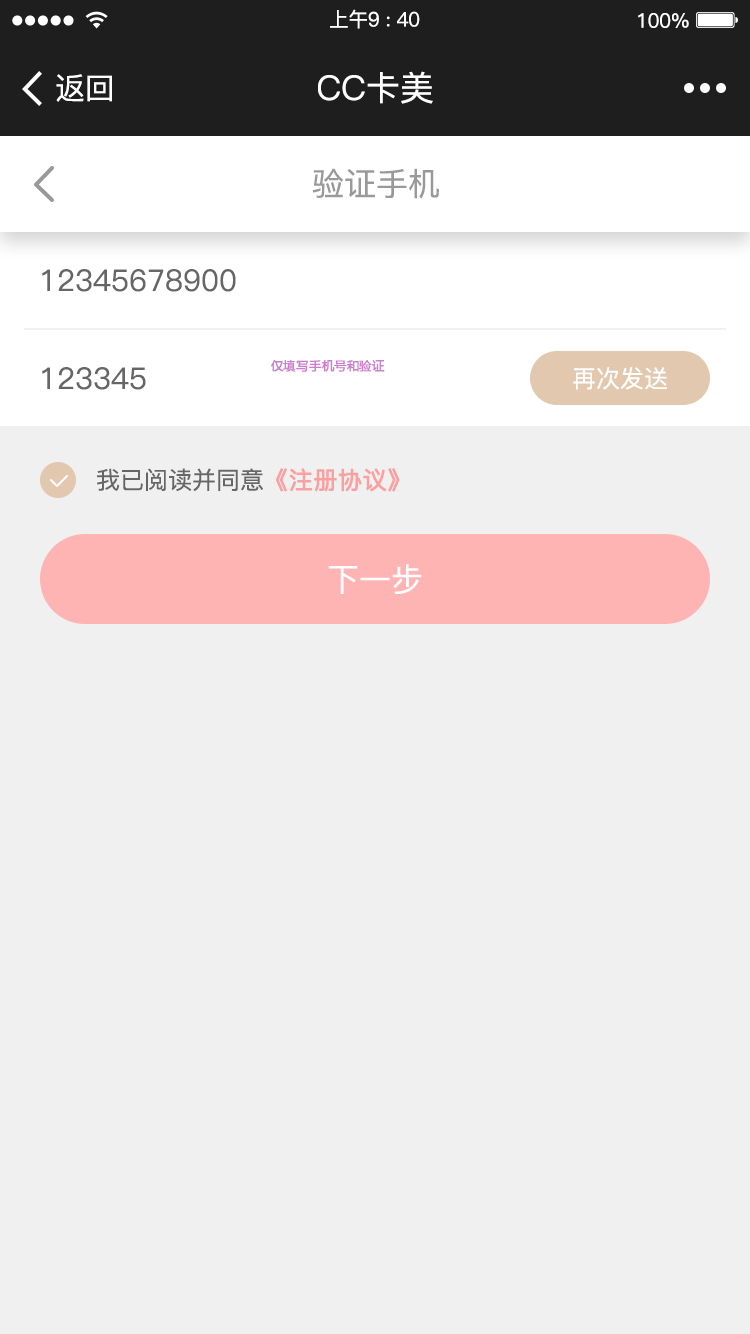 上午9 : 40
100%
返回
CC卡美
验证手机
12345678900
123345
仅填写手机号和验证
再次发送
我已阅读并同意《注册协议》
下一步